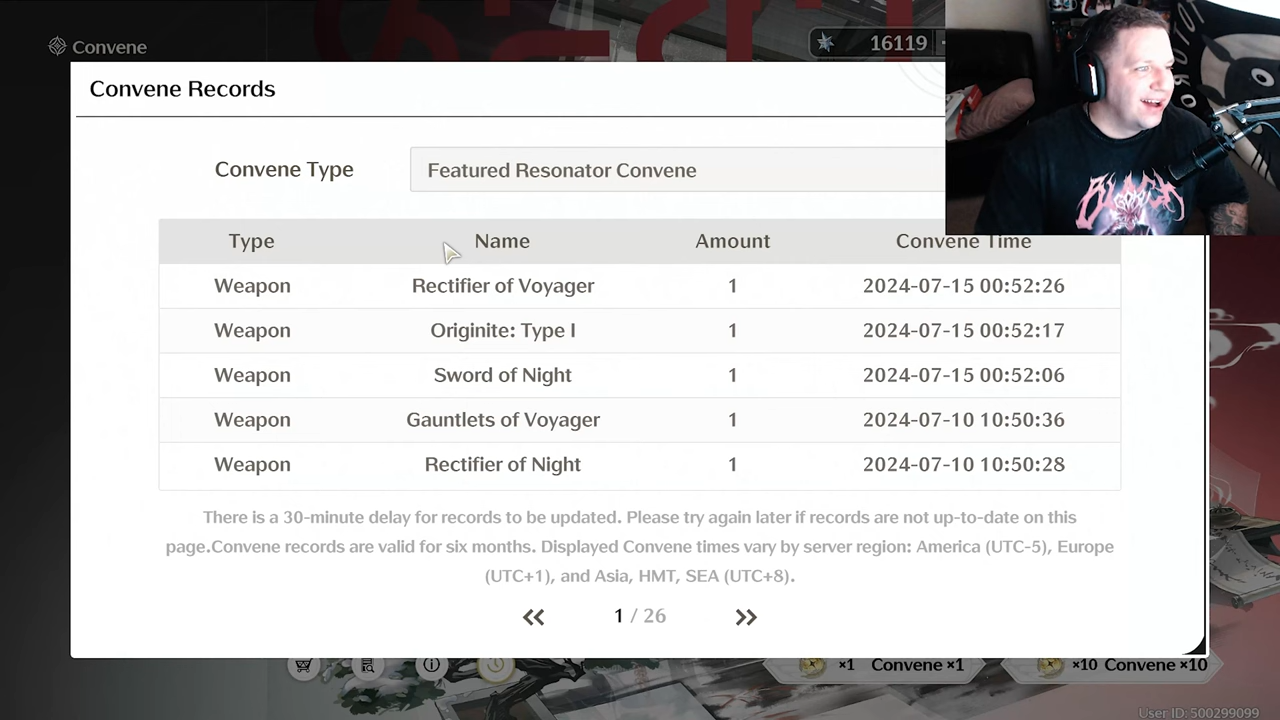 Convene
16119
Convene Records
Convene Type
Featured Resonator Convene
Type Name Amount Convene Time
Weapon Rectifier of Voyager 1 2024-07-15 00:52:26
Weapon Originite: Type I 1 2024-07-15 00:52:17
Weapon Sword of Night 1 2024-07-15 00:52:06
Weapon Gauntlets of Voyager 1 2024-07-10 10:50:36
Weapon Rectifier of Night 1 2024-07-10 10:50:28
There is a 30-minute delay for records to be updated. Please try again later if records are not up-to-date on this
page.Convene records are valid for six months. Displayed Convene times vary by server region: America (UTC-5), Europe
(UTC+1), and Asia, HMT, SEA (UTC+8).
1 / 26
×1 Convene ×1
×10 Convene ×10
User ID: 500299099